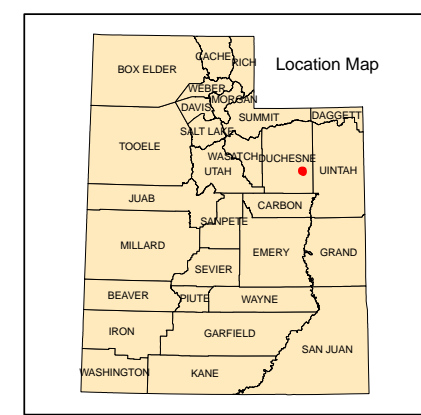 Location Map
CACHE
RICH
BOX ELDER
WEBER
MORGAN
DAVIS
SUMMIT
DAGGETT
SALT LAKE
TOOELE
WASATCH
DUCHESNE
UTAH
UINTAH
JUAB
CARBON
SANPETE
MILLARD
EMERY
GRAND
SEVIER
BEAVER
PIUTE
WAYNE
IRON
GARFIELD
SAN JUAN
WASHINGTON
KANE